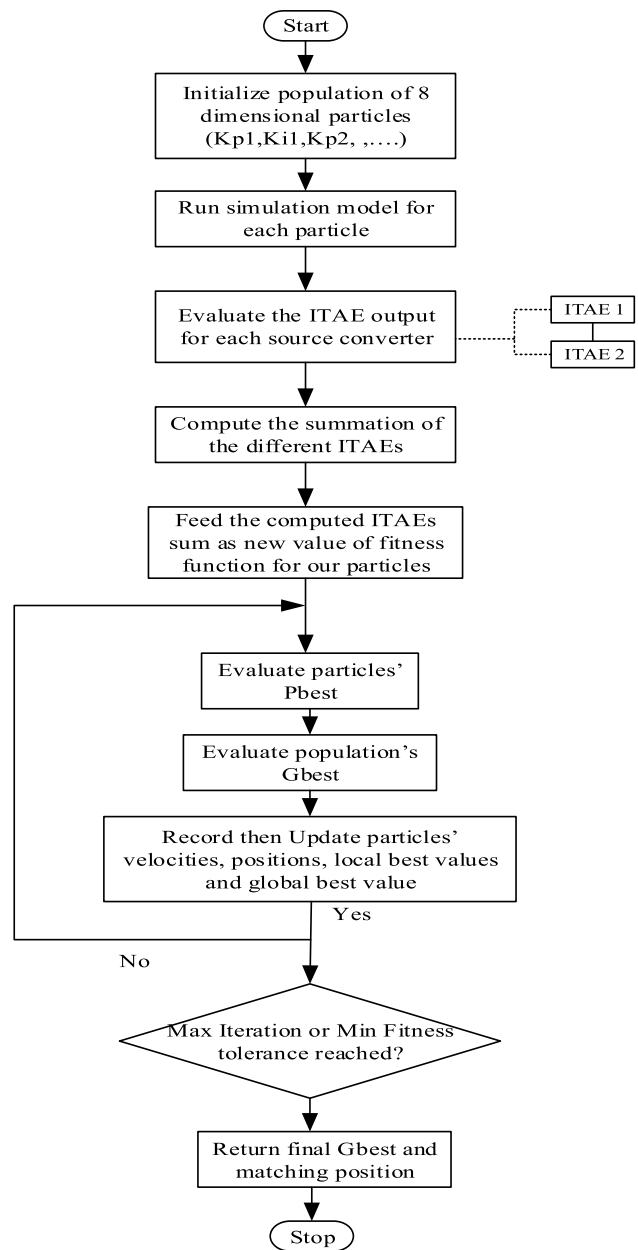 Start
Initialize population of 8
dimensional particles
(Kp1,Ki1,Kp2, ,....)
Run simulation model for
each particle
Evaluate the ITAE output
for each source converter
ITAE 1
ITAE 2
Compute the summation of
the different ITAEs
Feed the computed ITAEs
sum as new value of fitness
function for our particles
Evaluate particles’
Pbest
Evaluate population’s
Gbest
Record then Update particles’
velocities, positions, local best values
and global best value
Yes
No
Max Iteration or Min Fitness
tolerance reached?
Return final Gbest and
matching position
Stop